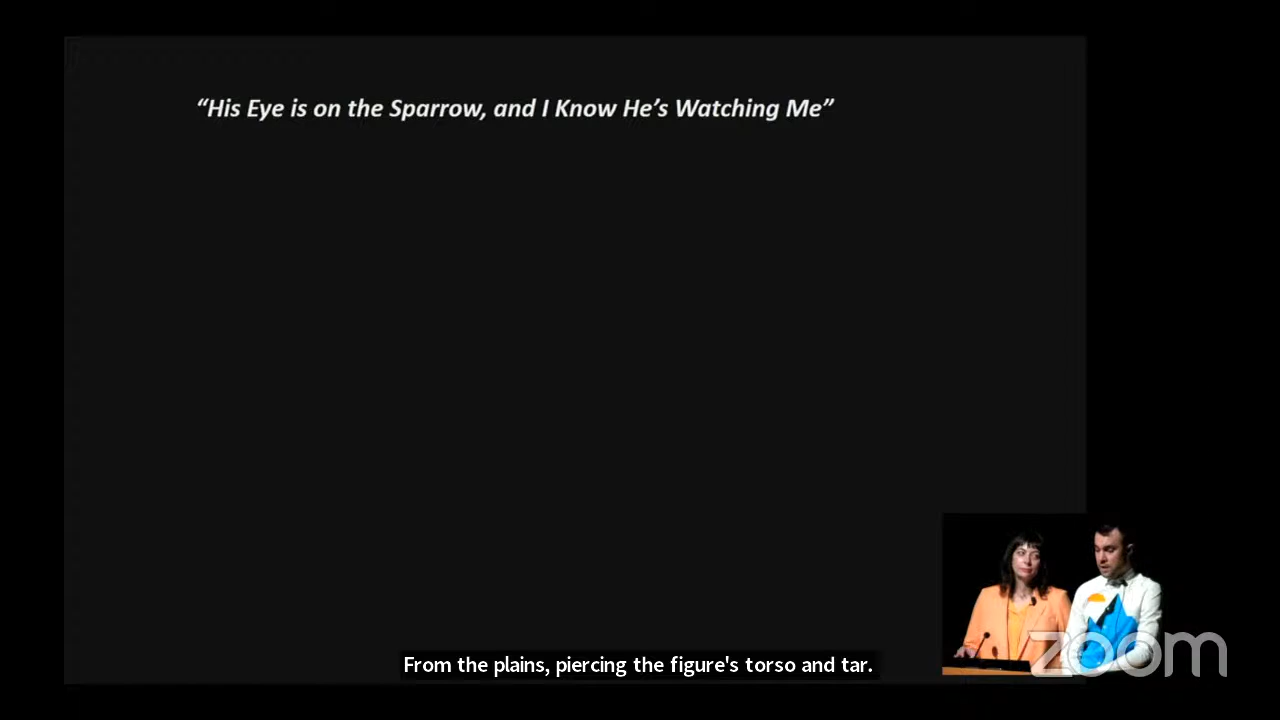 “His Eye is on the Sparrow, and I Know He’s Watching Me”
zoom
From the plains, piercing the figure's torso and tar.